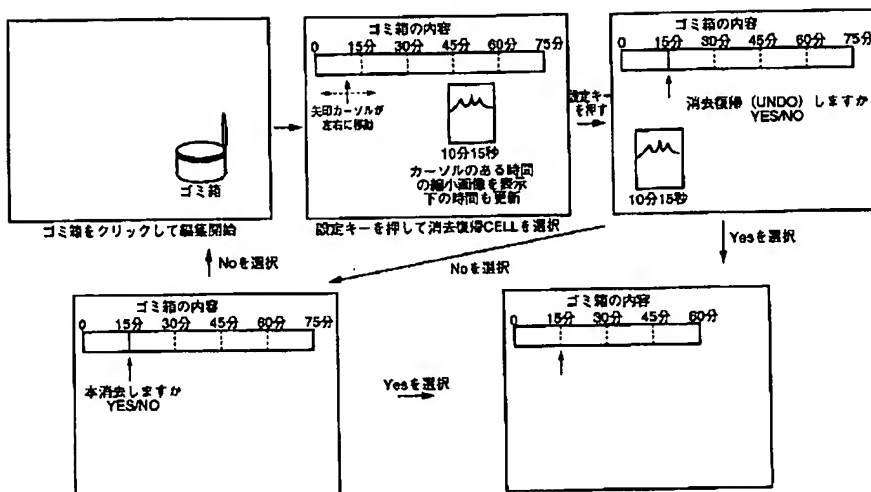 ゴミ箱
ゴミ箱をクリックして編集開始
ゴミ箱の内容
0 15分 30分 45分 60分 75分
矢印カーソルが
左右に移動
10分15秒
カーソルのある時間
の縮小画像を表示
下の時間も更新
設定キーを押して消去復帰CELLを選択
設定キー
を押す
ゴミ箱の内容
0 15分 30分 45分 60分 75分
消去復帰(UNDO)しますか
YES/NO
10分15秒
Noを選択
Noを選択
Yesを選択
ゴミ箱の内容
0 15分 30分 45分 60分 75分
本消去しますか
YES/NO
Yesを選択
ゴミ箱の内容
0 15分 30分 45分 60分